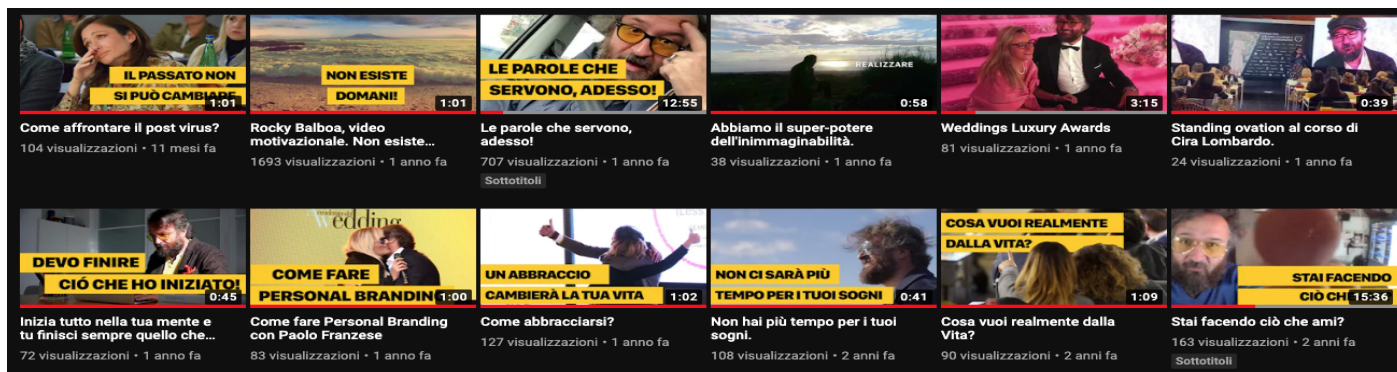 IL PASSATO NON
SI PUÒ CAMBIARE
1:01
NON ESISTE
DOMANI!
1:01
LE PAROLE CHE
SERVONO, ADESSO!
12:55
REALIZZARE
0:58
3:15
0:39
Come affrontare il post virus?
104 visualizzazioni • 11 mesi fa
Rocky Balboa, video
motivazionale. Non esiste...
1693 visualizzazioni • 1 anno fa
Le parole che servono,
adesso!
707 visualizzazioni • 1 anno fa
Sottotitoli
Abbiamo il super-potere
dell'inimmaginabilità.
38 visualizzazioni • 1 anno fa
Weddings Luxury Awards
81 visualizzazioni • 1 anno fa
Standing ovation al corso di
Cira Lombardo.
24 visualizzazioni • 1 anno fa
DEVO FINIRE
CIÓ CHE HO INIZIATO!
0:45
wedding
COME FARE
PERSONAL BRANDING
1:00
UN ABBRACCIO
CAMBIERÀ LA TUA VITA
1:02
NON CI SARÀ PIÙ
TEMPO PER I TUOI SOGNI
0:41
COSA VUOI REALMENTE
DALLA VITA?
1:09
STAI FACENDO
CIÒ CH
15:36
Inizia tutto nella tua mente e
tu finisci sempre quello che...
72 visualizzazioni • 1 anno fa
Come fare Personal Branding
con Paolo Franzese
83 visualizzazioni • 1 anno fa
Come abbracciarsi?
127 visualizzazioni • 1 anno fa
Non hai più tempo per i tuoi
sogni.
108 visualizzazioni • 2 anni fa
Cosa vuoi realmente dalla
Vita?
90 visualizzazioni • 2 anni fa
Stai facendo ciò che ami?
163 visualizzazioni • 2 anni fa
Sottotitoli